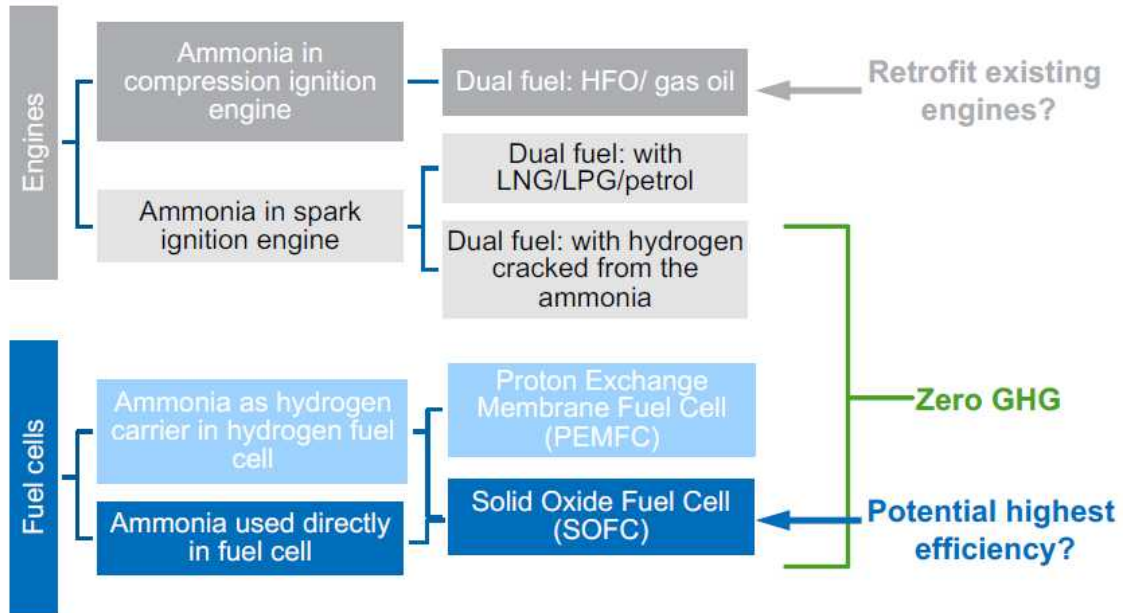 Engines
Ammonia in
compression ignition
engine
Dual fuel: HFO/ gas oil
Retrofit existing
engines?
Ammonia in spark
ignition engine
Dual fuel: with
LNG/LPG/petrol
Dual fuel: with hydrogen
cracked from the
ammonia
Zero GHG
Fuel cells
Ammonia as hydrogen
carrier in hydrogen fuel
cell
Proton Exchange
Membrane Fuel Cell
(PEMFC)
Ammonia used directly
in fuel cell
Solid Oxide Fuel Cell
(SOFC)
Potential highest
efficiency?